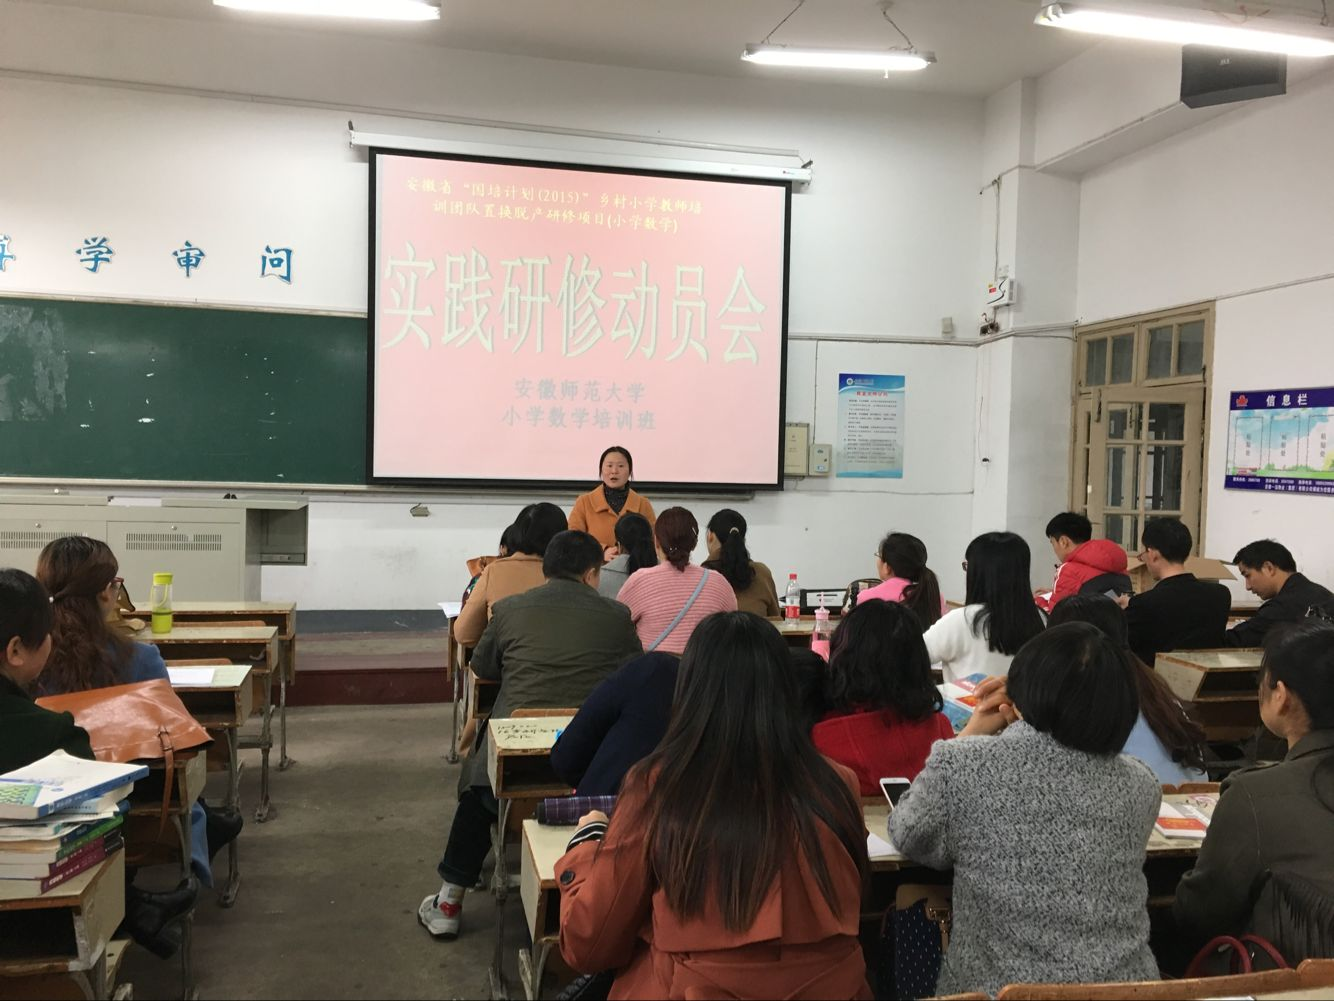 学 审 问
安徽省“国培计划(2015)”乡村小学教师培
训团队置换脱产研修项目(小学数学)
实践研修动员会
安徽师范大学
小学数学培训班
信息栏